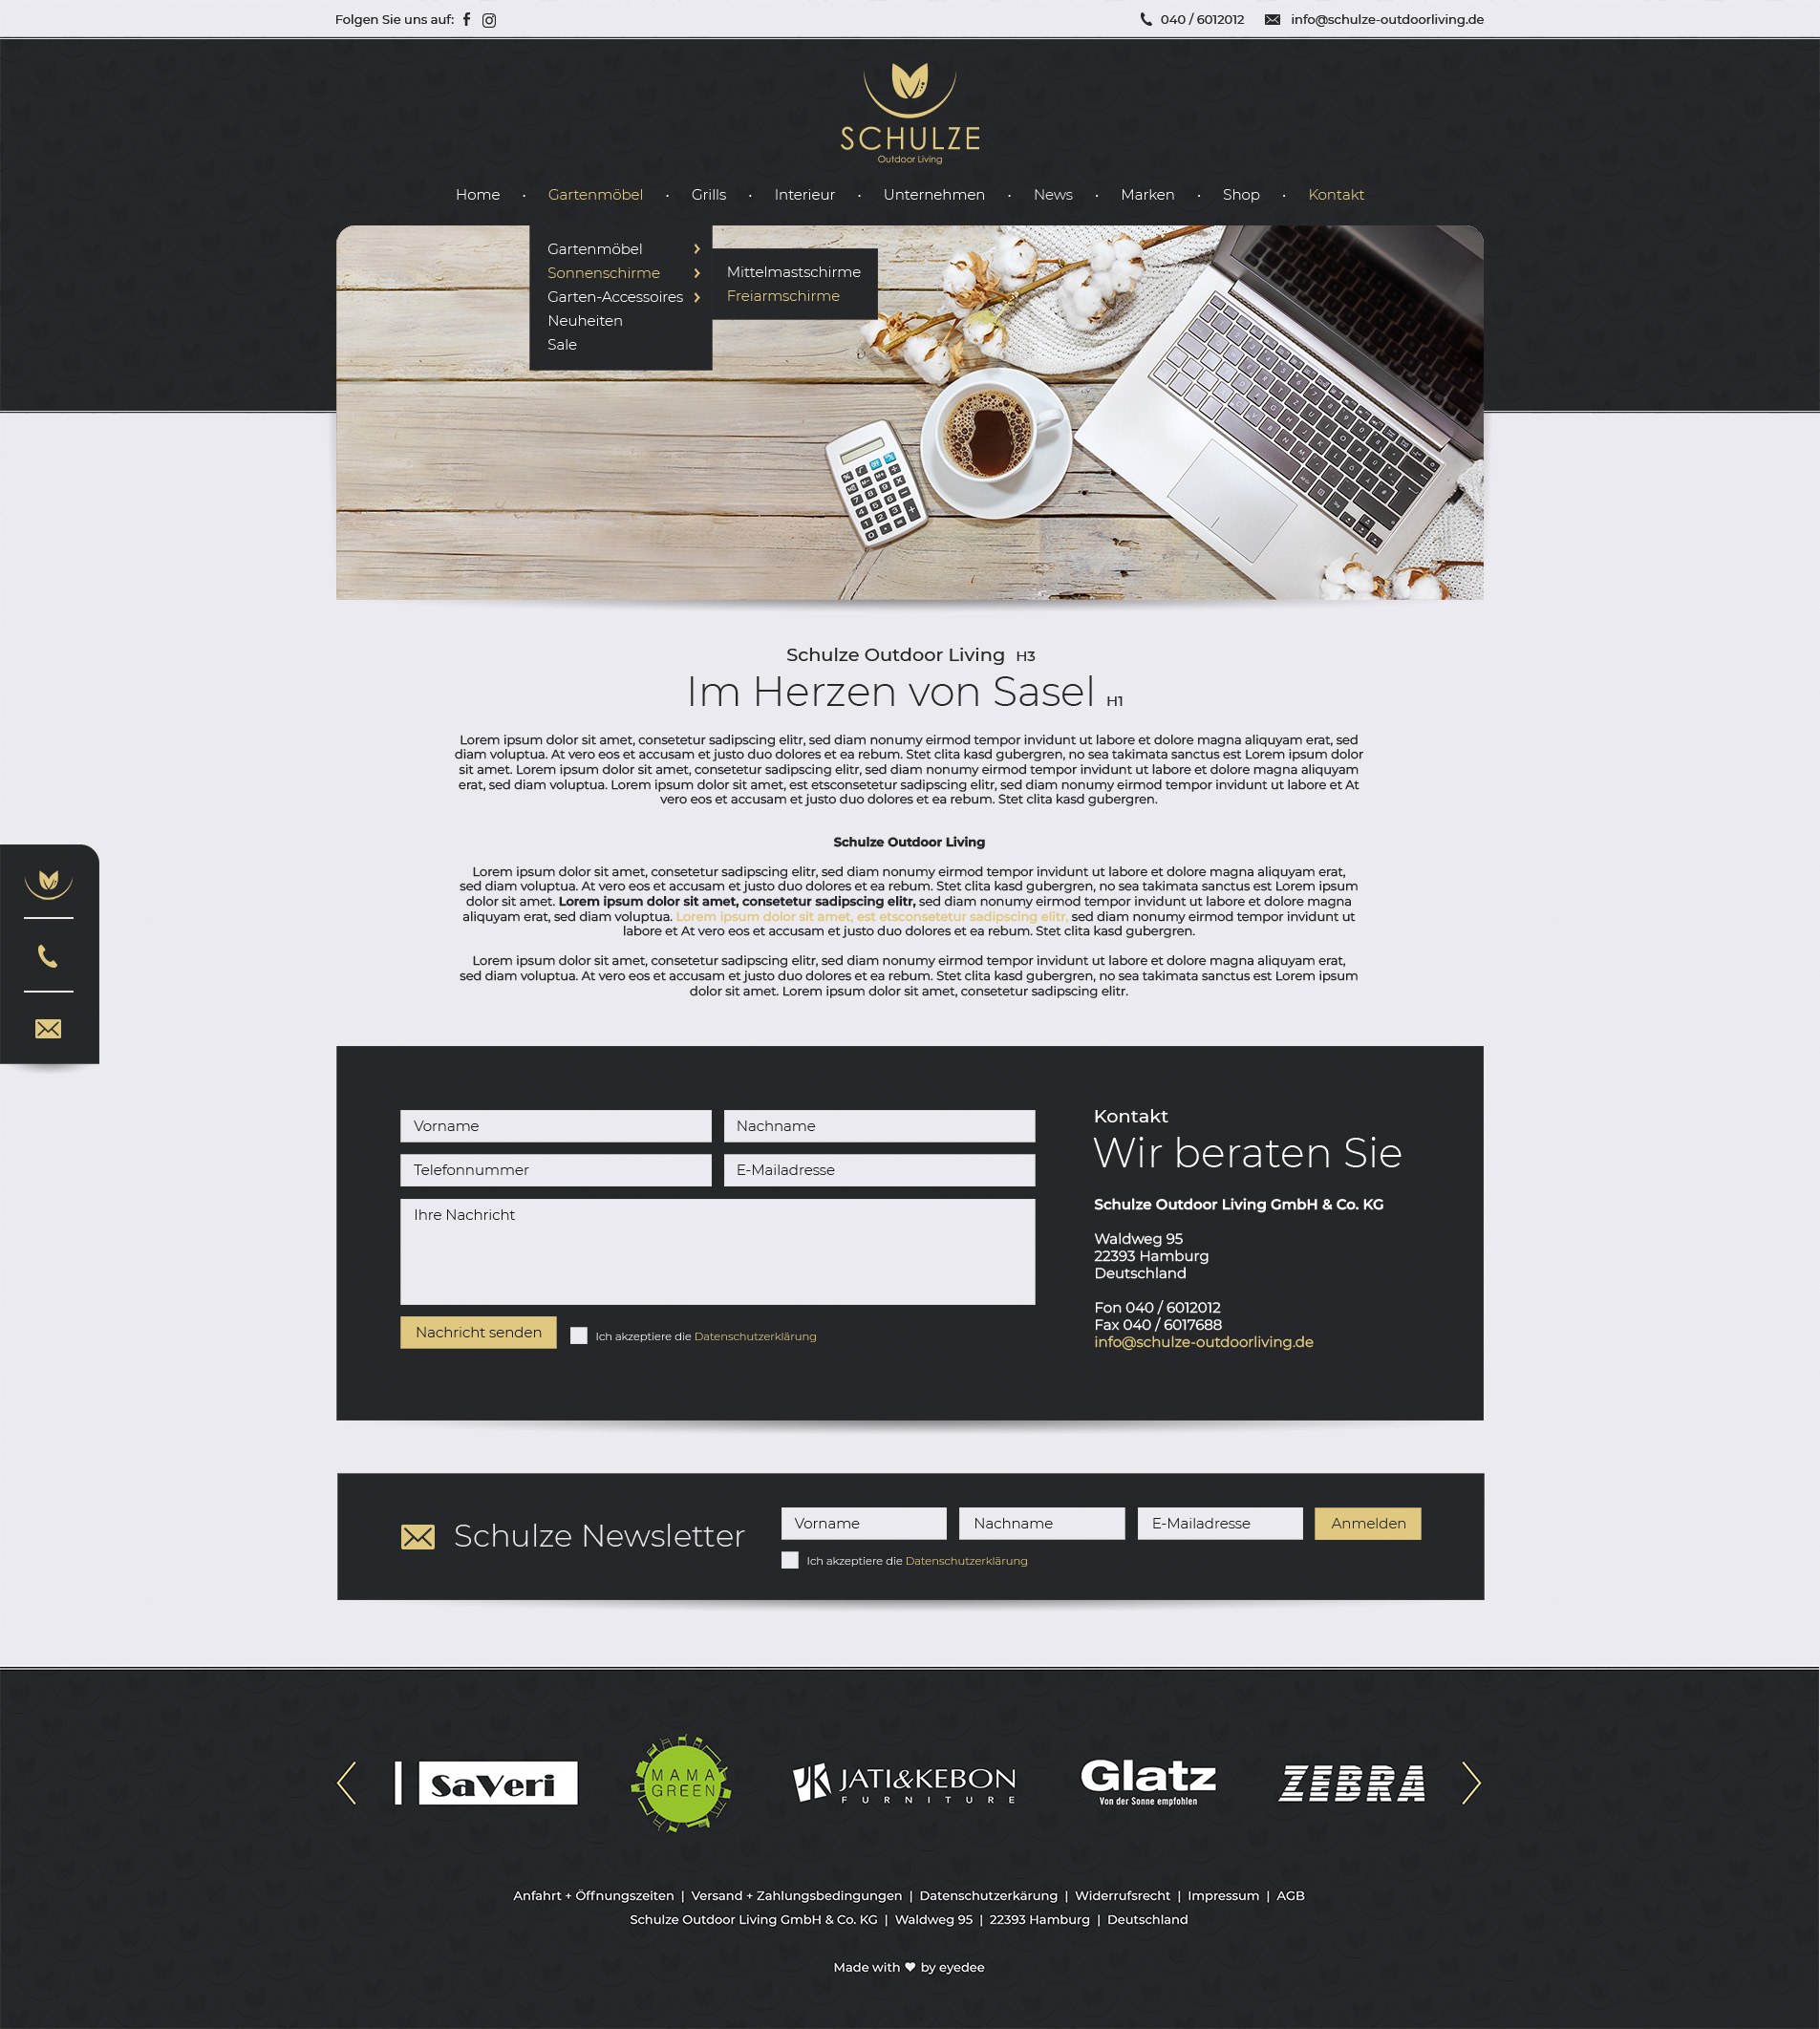 Folgen Sie uns auf:
040 / 6012012
info@schulze-outdoorliving.de
SCHULZE
Outdoor Living
Home · Gartenmöbel · Grills · Interieur · Unternehmen · News · Marken · Shop · Kontakt
Gartenmöbel
Sonnenschirme
Garten-Accessoires
Neuheiten
Sale
Mittelmastschirme
Freiarmschirme
Schulze Outdoor Living H3
Im Herzen von Sasel H1
Lorem ipsum dolor sit amet, consetetur sadipscing elitr, sed diam nonumy eirmod tempor invidunt ut labore et dolore magna aliquyam erat, sed
diam voluptua. At vero eos et accusam et justo duo dolores et ea rebum. Stet clita kasd gubergren, no sea takimata sanctus est Lorem ipsum dolor
sit amet. Lorem ipsum dolor sit amet, consetetur sadipscing elitr, sed diam nonumy eirmod tempor invidunt ut labore et dolore magna aliquyam
erat, sed diam voluptua. Lorem ipsum dolor sit amet, est etsconsetetur sadipscing elitr, sed diam nonumy eirmod tempor invidunt ut labore et At
vero eos et accusam et justo duo dolores et ea rebum. Stet clita kasd gubergren.
Schulze Outdoor Living
Lorem ipsum dolor sit amet, consetetur sadipscing elitr, sed diam nonumy eirmod tempor invidunt ut labore et dolore magna aliquyam erat,
sed diam voluptua. At vero eos et accusam et justo duo dolores et ea rebum. Stet clita kasd gubergren, no sea takimata sanctus est Lorem ipsum
dolor sit amet. Lorem ipsum dolor sit amet, consetetur sadipscing elitr, sed diam nonumy eirmod tempor invidunt ut labore et dolore magna
aliquyam erat, sed diam voluptua. Lorem ipsum dolor sit amet, est etsconsetetur sadipscing elitr, sed diam nonumy eirmod tempor invidunt ut
labore et At vero eos et accusam et justo duo dolores et ea rebum. Stet clita kasd gubergren.
Lorem ipsum dolor sit amet, consetetur sadipscing elitr, sed diam nonumy eirmod tempor invidunt ut labore et dolore magna aliquyam erat,
sed diam voluptua. At vero eos et accusam et justo duo dolores et ea rebum. Stet clita kasd gubergren, no sea takimata sanctus est Lorem ipsum
dolor sit amet. Lorem ipsum dolor sit amet, consetetur sadipscing elitr.
Vorname
Nachname
Telefonnummer
E-Mailadresse
Ihre Nachricht
Nachricht senden
Ich akzeptiere die Datenschutzerklärung
Kontakt
Wir beraten Sie
Schulze Outdoor Living GmbH & Co. KG
Waldweg 95
22393 Hamburg
Deutschland
Fon 040 / 6012012
Fax 040 / 6017688
info@schulze-outdoorliving.de
Schulze Newsletter
Vorname
Nachname
E-Mailadresse
Anmelden
Ich akzeptiere die Datenschutzerklärung
SaVeri
MAMA
GREEN
JATI&KEBON
FURNITURE
Glatz
Von der Sonne empfohlen
ZEBRA
Anfahrt + Öffnungszeiten | Versand + Zahlungsbedingungen | Datenschutzerkärung | Widerrufsrecht | Impressum | AGB
Schulze Outdoor Living GmbH & Co. KG | Waldweg 95 | 22393 Hamburg | Deutschland
Made with ♥ by eyedee